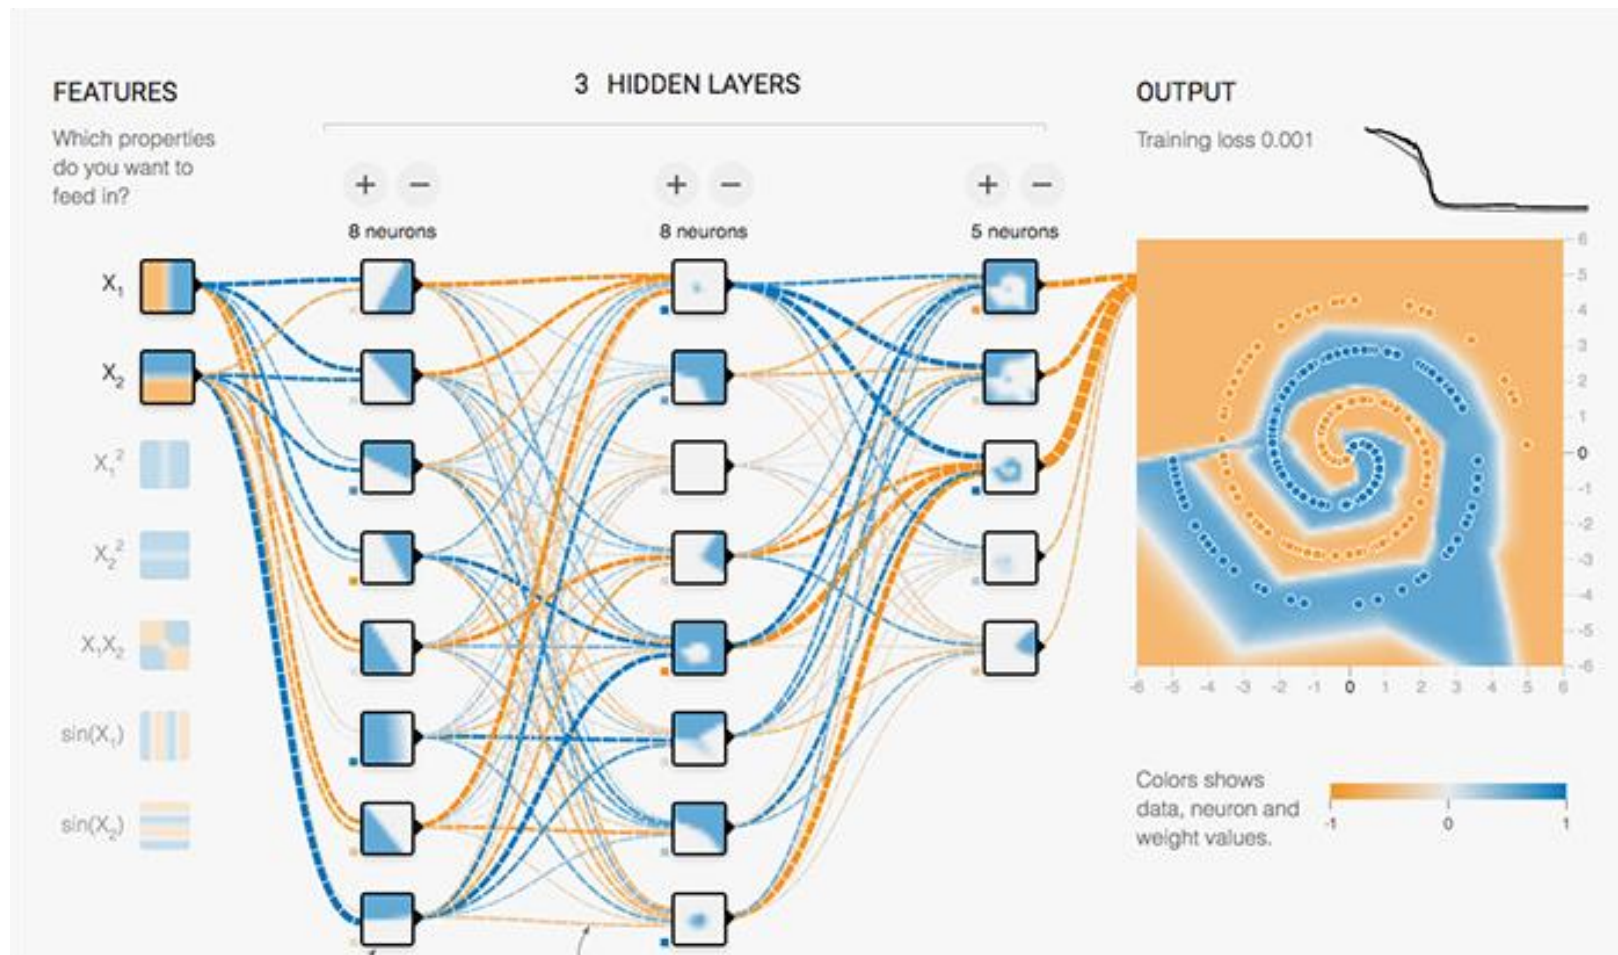 FEATURES
Which properties
do you want to
feed in?
X₁
X₂
X₁²
X₂²
X₁X₂
sin(X₁)
sin(X₂)
3 HIDDEN LAYERS
+ −
8 neurons
+ −
8 neurons
+ −
5 neurons
OUTPUT
Training loss 0.001
6
5
4
3
2
1
0
-1
-2
-3
-4
-5
-6
-6 -5 -4 -3 -2 -1 0 1 2 3 4 5 6
Colors shows
data, neuron and
weight values.
-1 0 1